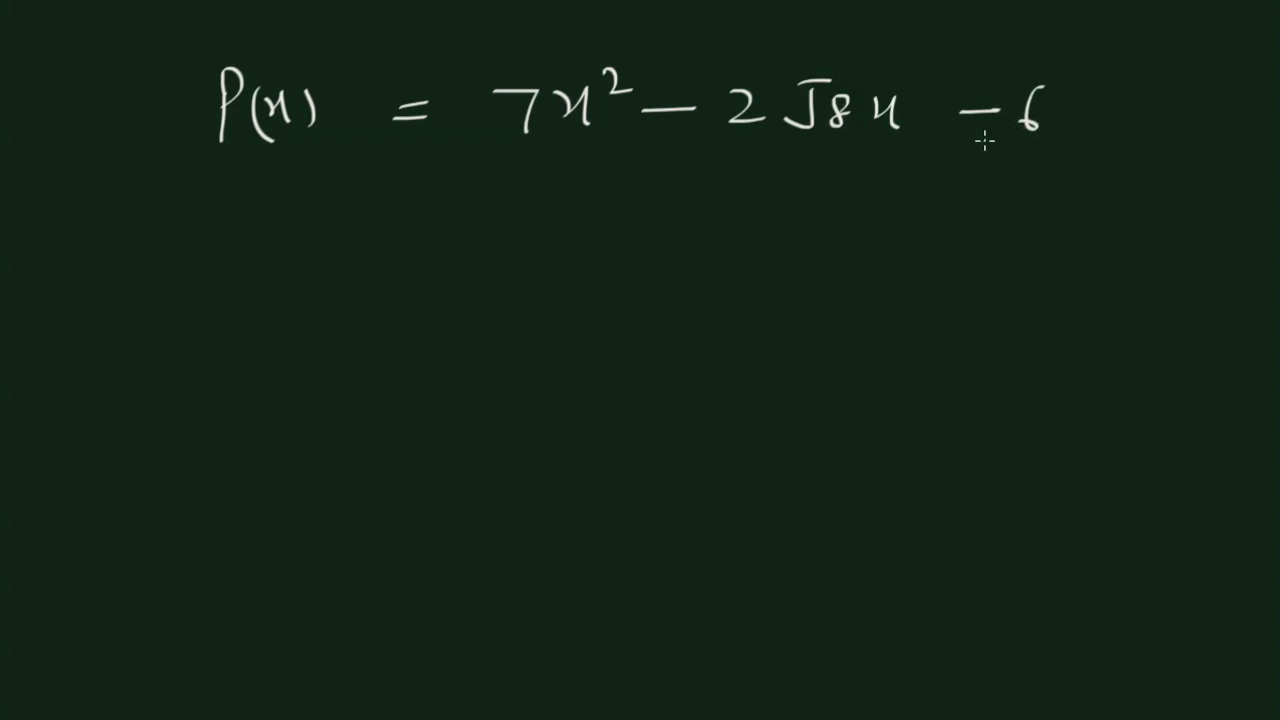 P(x) = 7x² − 2√8x − 6